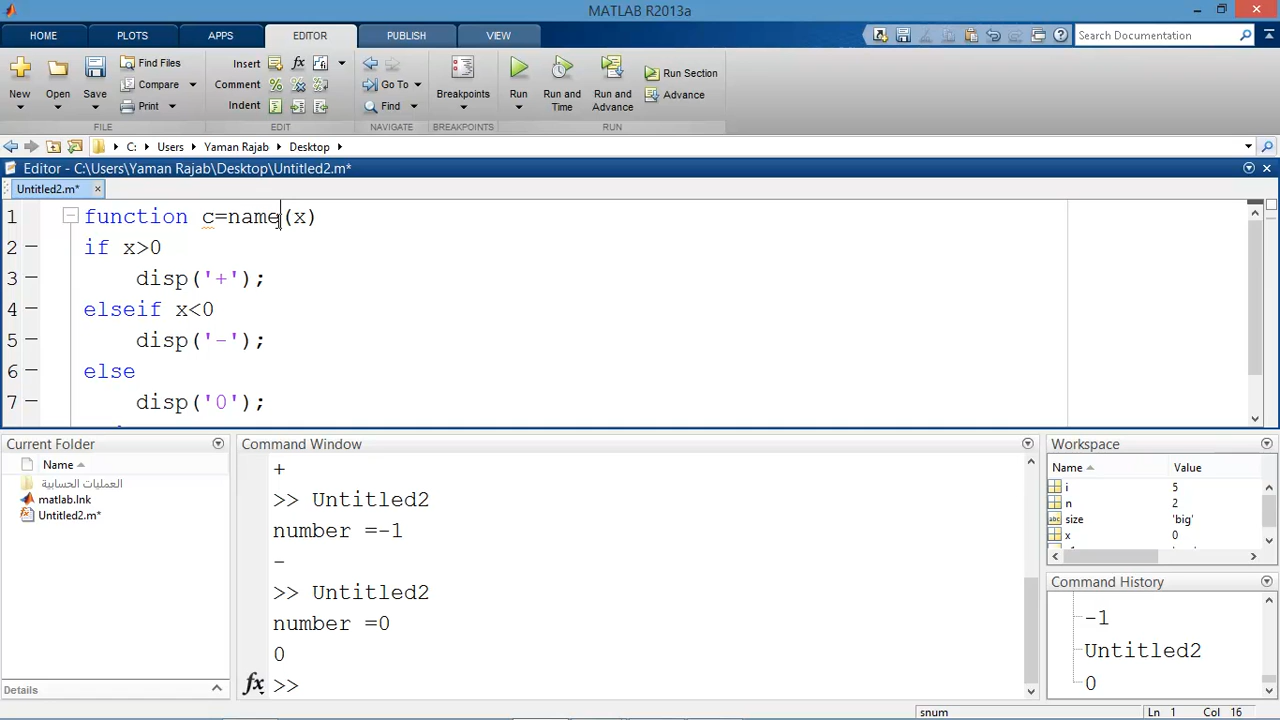 MATLAB R2013a
HOME PLOTS APPS EDITOR PUBLISH VIEW
Search Documentation
New Open Save Find Files Compare Print
Insert Comment Indent
Go To Find
Breakpoints
Run Run and Time Run and Advance Run Section Advance
FILE EDIT NAVIGATE BREAKPOINTS RUN
C: Users Yaman Rajab Desktop
Editor - C:\Users\Yaman Rajab\Desktop\Untitled2.m*
Untitled2.m*
1 function c=name(x)
2 if x>0
3 disp('+');
4 elseif x<0
5 disp('-');
6 else
7 disp('0');
Current Folder
Name
العمليات الحسابية
matlab.lnk
Untitled2.m*
Details
Command Window
+
>> Untitled2
number =-1
-
>> Untitled2
number =0
0
fx >>
Workspace
Name Value
i 5
n 2
size 'big'
x 0
Command History
-1
Untitled2
0
snum Ln 1 Col 16